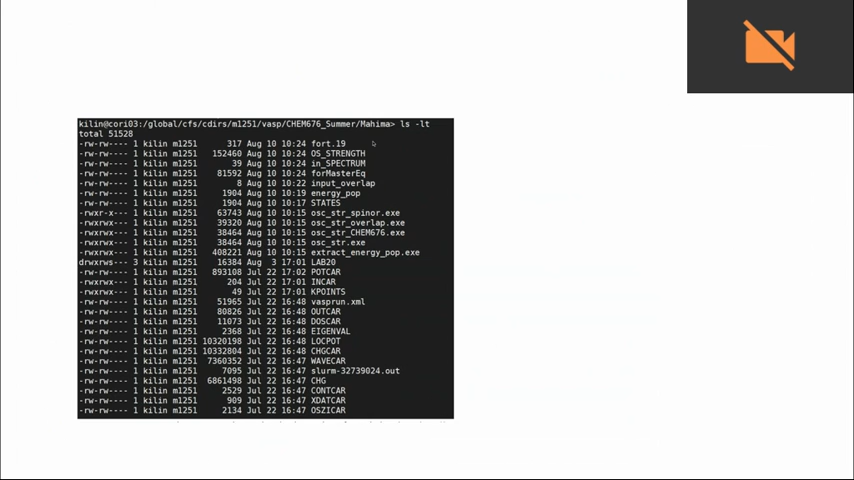 kilin@cori03:/global/cfs/cdirs/m1251/vasp/CHEM676_Summer/Mahima> ls -lt
total 51528
-rw-rw---- 1 kilin m1251 317 Aug 10 10:24 fort.19
-rw-rw---- 1 kilin m1251 152460 Aug 10 10:24 OS_STRENGTH
-rw-rw---- 1 kilin m1251 39 Aug 10 10:24 in_SPECTRUM
-rw-rw---- 1 kilin m1251 81592 Aug 10 10:24 forMasterEq
-rw-rw---- 1 kilin m1251 8 Aug 10 10:22 input_overlap
-rw-rw---- 1 kilin m1251 1904 Aug 10 10:19 energy_pop
-rw-rw---- 1 kilin m1251 1904 Aug 10 10:17 STATES
-rwxr-x--- 1 kilin m1251 63743 Aug 10 10:15 osc_str_spinor.exe
-rwxrwx--- 1 kilin m1251 39320 Aug 10 10:15 osc_str_overlap.exe
-rwxrwx--- 1 kilin m1251 38464 Aug 10 10:15 osc_str_CHEM676.exe
-rwxrwx--- 1 kilin m1251 38464 Aug 10 10:15 osc_str.exe
-rwxrwx--- 1 kilin m1251 408221 Aug 10 10:15 extract_energy_pop.exe
drwxrws--- 3 kilin m1251 16384 Aug 3 17:01 LAB20
-rw-rw---- 1 kilin m1251 893108 Jul 22 17:02 POTCAR
-rw-rw---- 1 kilin m1251 204 Jul 22 17:01 INCAR
-rw-rw---- 1 kilin m1251 49 Jul 22 17:01 KPOINTS
-rw-rw---- 1 kilin m1251 51965 Jul 22 16:48 vasprun.xml
-rw-rw---- 1 kilin m1251 80826 Jul 22 16:48 OUTCAR
-rw-rw---- 1 kilin m1251 11073 Jul 22 16:48 DOSCAR
-rw-rw---- 1 kilin m1251 2368 Jul 22 16:48 EIGENVAL
-rw-rw---- 1 kilin m1251 10320198 Jul 22 16:48 LOCPOT
-rw-rw---- 1 kilin m1251 10332804 Jul 22 16:48 CHGCAR
-rw-rw---- 1 kilin m1251 7360352 Jul 22 16:47 WAVECAR
-rw-rw---- 1 kilin m1251 7095 Jul 22 16:47 slurm-32739024.out
-rw-rw---- 1 kilin m1251 6861498 Jul 22 16:47 CHG
-rw-rw---- 1 kilin m1251 2529 Jul 22 16:47 CONTCAR
-rw-rw---- 1 kilin m1251 909 Jul 22 16:47 XDATCAR
-rw-rw---- 1 kilin m1251 2134 Jul 22 16:47 OSZICAR